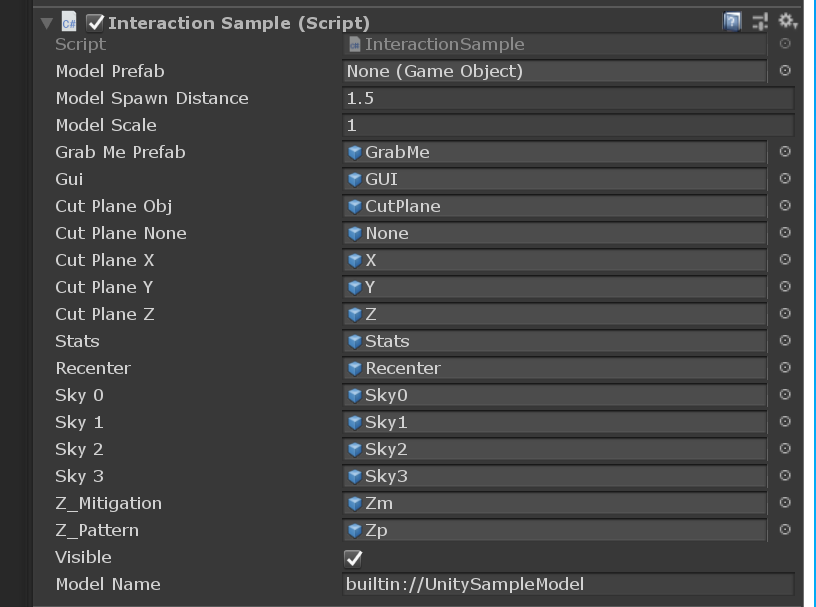 C# Interaction Sample (Script)
Script InteractionSample
Model Prefab None (Game Object)
Model Spawn Distance 1.5
Model Scale 1
Grab Me Prefab GrabMe
Gui GUI
Cut Plane Obj CutPlane
Cut Plane None None
Cut Plane X X
Cut Plane Y Y
Cut Plane Z Z
Stats Stats
Recenter Recenter
Sky 0 Sky0
Sky 1 Sky1
Sky 2 Sky2
Sky 3 Sky3
Z_Mitigation Zm
Z_Pattern Zp
Visible
Model Name builtin://UnitySampleModel